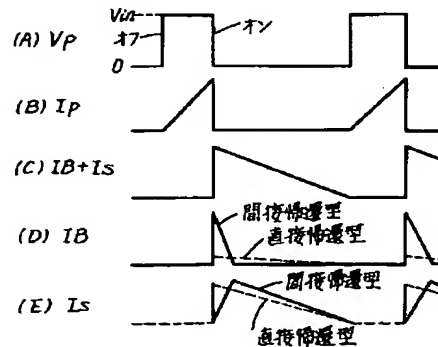 Vin
(A) Vp
オフ
オン
0
(B) Ip
(C) IB+Is
間接帰還型
直接帰還型
(D) IB
間接帰還型
(E) Is
直接帰還型